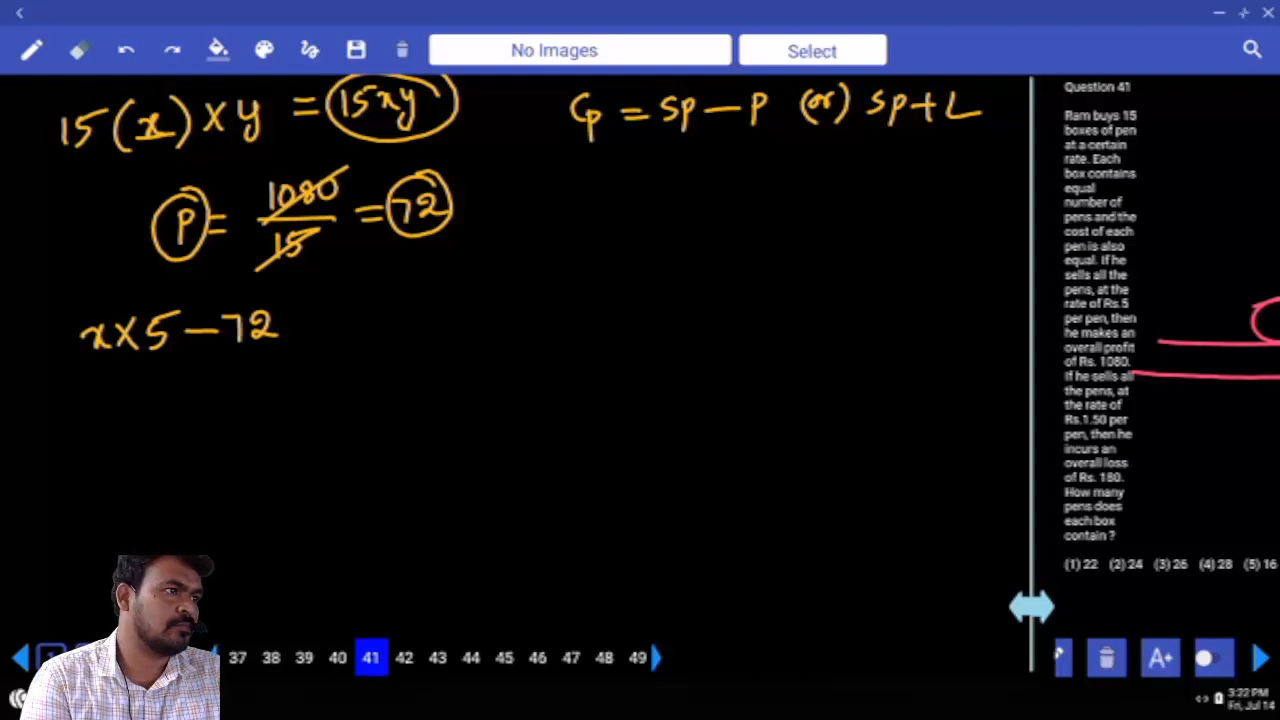 No Images
Select
15(x)×y = 15xy
Cp = Sp – P (or) Sp + L
P = 1080/15 = 72
x×5–72
Question 41
Ram buys 15
boxes of pen
at a certain
rate. Each
box contains
equal
number of
pens and the
cost of each
pen is also
equal. If he
sells all the
pens, at the
rate of Rs.5
per pen, then
he makes an
overall profit
of Rs. 1080.
If he sells all
the pens, at
the rate of
Rs.1.50 per
pen, then he
incurs an
overall loss
of Rs. 180.
How many
pens does
each box
contain ?
(1) 22 (2) 24 (3) 26 (4) 28 (5) 16
37 38 39 40 41 42 43 44 45 46 47 48 49
A+
3:22 PM
Fri, Jul 14